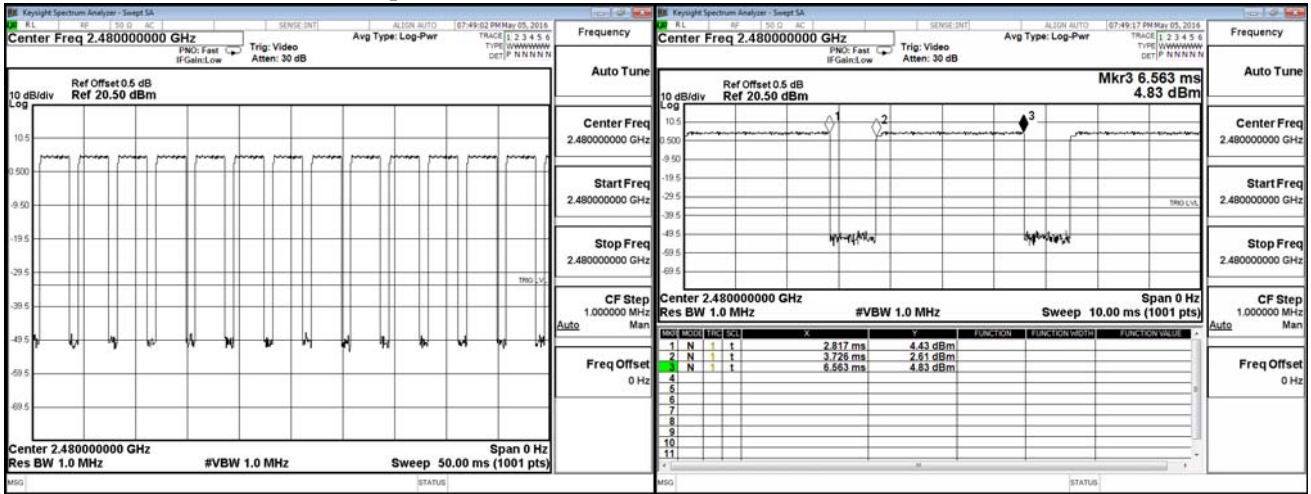 Keysight Spectrum Analyzer - Swept SA
RL RF 50 Ω AC SENSE:INT ALIGN AUTO 07:49:02 PM May 05, 2016
Center Freq 2.480000000 GHz
PNO: Fast
IFGain:Low
Trig: Video
Atten: 30 dB
Avg Type: Log-Pwr
TRACE 1 2 3 4 5 6
TYPE WWWWWW
DET P N N N N N
Ref Offset 0.5 dB
10 dB/div Ref 20.50 dBm
Log
10.5
0.500
-9.50
-19.5
-29.5
-39.5
-49.5
-59.5
-69.5
TRIG LVL
Center 2.480000000 GHz Span 0 Hz
Res BW 1.0 MHz #VBW 1.0 MHz Sweep 50.00 ms (1001 pts)
MSG STATUS
Frequency
Auto Tune
Center Freq
2.480000000 GHz
Start Freq
2.480000000 GHz
Stop Freq
2.480000000 GHz
CF Step
1.000000 MHz
Auto Man
Freq Offset
0 Hz
Keysight Spectrum Analyzer - Swept SA
RL RF 50 Ω AC SENSE:INT ALIGN AUTO 07:49:17 PM May 05, 2016
Center Freq 2.480000000 GHz
PNO: Fast
IFGain:Low
Trig: Video
Atten: 30 dB
Avg Type: Log-Pwr
TRACE 1 2 3 4 5 6
TYPE WWWWWW
DET P N N N N N
Mkr3 6.563 ms
4.83 dBm
Ref Offset 0.5 dB
10 dB/div Ref 20.50 dBm
Log
10.5
0.500
-9.50
-19.5
-29.5
-39.5
-49.5
-59.5
-69.5
1
2
3
TRIG LVL
Center 2.480000000 GHz Span 0 Hz
Res BW 1.0 MHz #VBW 1.0 MHz Sweep 10.00 ms (1001 pts)
MKR MODE TRC SCL X Y FUNCTION FUNCTION WIDTH FUNCTION VALUE
1 N 1 t 2.817 ms 4.43 dBm
2 N 1 t 3.726 ms 2.61 dBm
3 N 1 t 6.563 ms 4.83 dBm
4
5
6
7
8
9
10
11
MSG STATUS
Frequency
Auto Tune
Center Freq
2.480000000 GHz
Start Freq
2.480000000 GHz
Stop Freq
2.480000000 GHz
CF Step
1.000000 MHz
Auto Man
Freq Offset
0 Hz